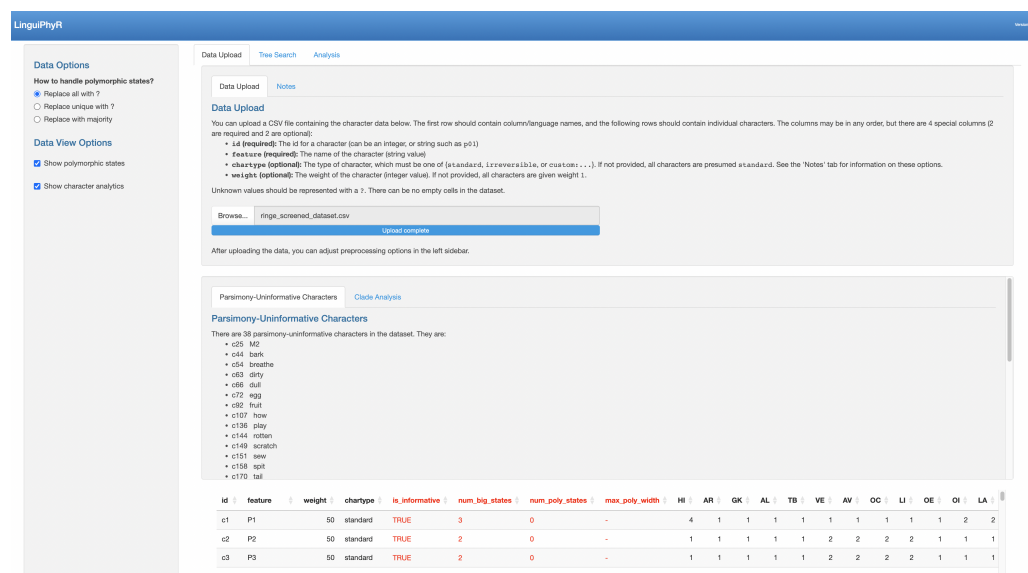 LinguiPhyR
Version
Data Options
How to handle polymorphic states?
Replace all with ?
Replace unique with ?
Replace with majority
Data View Options
Show polymorphic states
Show character analytics
Data Upload Tree Search Analysis
Data Upload Notes
Data Upload
You can upload a CSV file containing the character data below. The first row should contain column/language names, and the following rows should contain individual characters. The columns may be in any order, but there are 4 special columns (2
are required and 2 are optional):
• id (required): The id for a character (can be an integer, or string such as p01)
• feature (required): The name of the character (string value)
• chartype (optional): The type of character, which must be one of {standard, irreversible, or custom:...}. If not provided, all characters are presumed standard. See the 'Notes' tab for information on these options.
• weight (optional): The weight of the character (integer value). If not provided, all characters are given weight 1.
Unknown values should be represented with a ?. There can be no empty cells in the dataset.
Browse... ringe_screened_dataset.csv
Upload complete
After uploading the data, you can adjust preprocessing options in the left sidebar.
Parsimony-Uninformative Characters Clade Analysis
Parsimony-Uninformative Characters
There are 38 parsimony-uninformative characters in the dataset. They are:
• c25 M2
• c44 bark
• c54 breathe
• c63 dirty
• c66 dull
• c72 egg
• c92 fruit
• c107 how
• c136 play
• c144 rotten
• c149 scratch
• c151 sew
• c158 spit
• c170 tail
id feature weight chartype is_informative num_big_states num_poly_states max_poly_width HI AR GK AL TB VE AV OC LI OE OI LA
c1 P1 50 standard TRUE 3 0 - 4 1 1 1 1 1 1 1 1 1 2 2
c2 P2 50 standard TRUE 2 0 - 1 1 1 1 1 2 2 2 2 1 1 1
c3 P3 50 standard TRUE 2 0 - 1 1 1 1 1 2 2 2 2 1 1 1